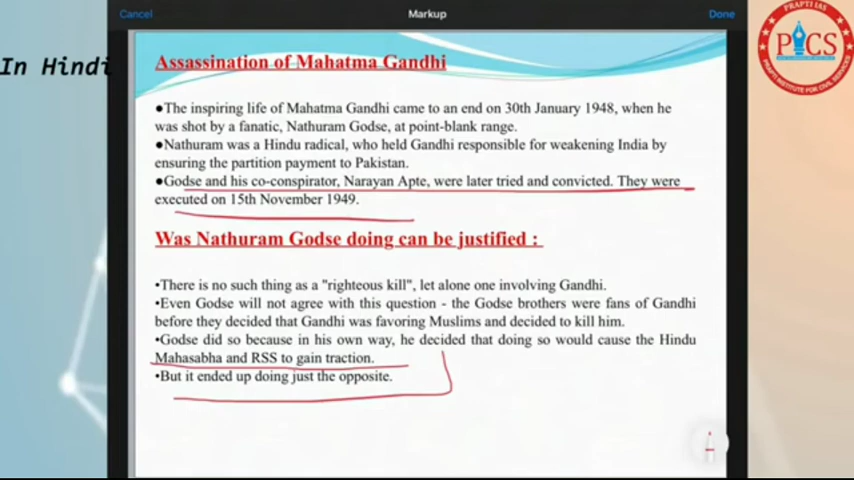 Cancel
Markup
Done
PRAPTI IAS
PiCS
PRAPTI INSTITUTE FOR CIVIL SERVICES
In Hindi
Assassination of Mahatma Gandhi
●The inspiring life of Mahatma Gandhi came to an end on 30th January 1948, when he
was shot by a fanatic, Nathuram Godse, at point-blank range.
●Nathuram was a Hindu radical, who held Gandhi responsible for weakening India by
ensuring the partition payment to Pakistan.
●Godse and his co-conspirator, Narayan Apte, were later tried and convicted. They were
executed on 15th November 1949.
Was Nathuram Godse doing can be justified :
•There is no such thing as a "righteous kill", let alone one involving Gandhi.
•Even Godse will not agree with this question - the Godse brothers were fans of Gandhi
before they decided that Gandhi was favoring Muslims and decided to kill him.
•Godse did so because in his own way, he decided that doing so would cause the Hindu
Mahasabha and RSS to gain traction.
•But it ended up doing just the opposite.